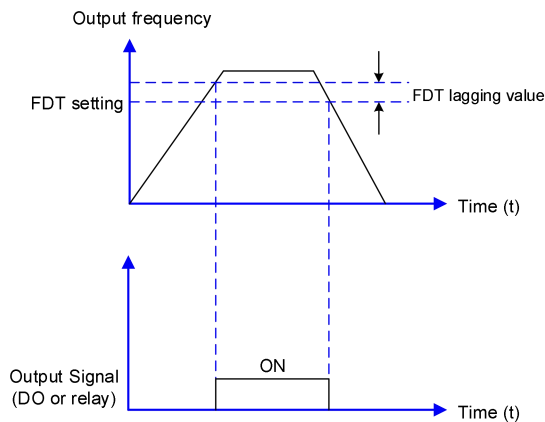 Output frequency
FDT setting
FDT lagging value
Time (t)
ON
Output Signal
(DO or relay)
Time (t)